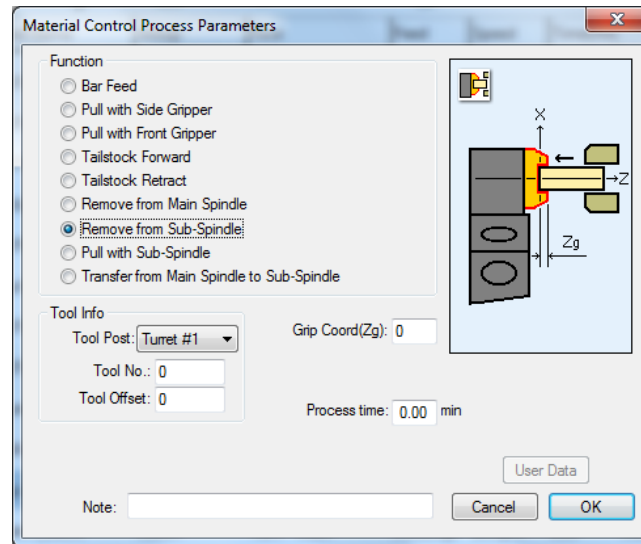 Material Control Process Parameters
Function
Bar Feed
Pull with Side Gripper
Pull with Front Gripper
Tailstock Forward
Tailstock Retract
Remove from Main Spindle
Remove from Sub-Spindle
Pull with Sub-Spindle
Transfer from Main Spindle to Sub-Spindle
X
Z
Zg
Tool Info
Tool Post: Turret #1
Tool No.: 0
Tool Offset: 0
Grip Coord(Zg): 0
Process time: 0.00 min
User Data
Note:
Cancel
OK